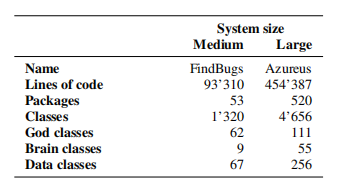 System size
Medium Large
Name FindBugs Azureus
Lines of code 93'310 454'387
Packages 53 520
Classes 1'320 4'656
God classes 62 111
Brain classes 9 55
Data classes 67 256